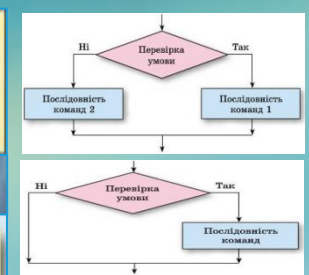 Ні
Перевірка
умови
Так
Послідовність
команд 2
Послідовність
команд 1
Ні
Перевірка
умови
Так
Послідовність
команд